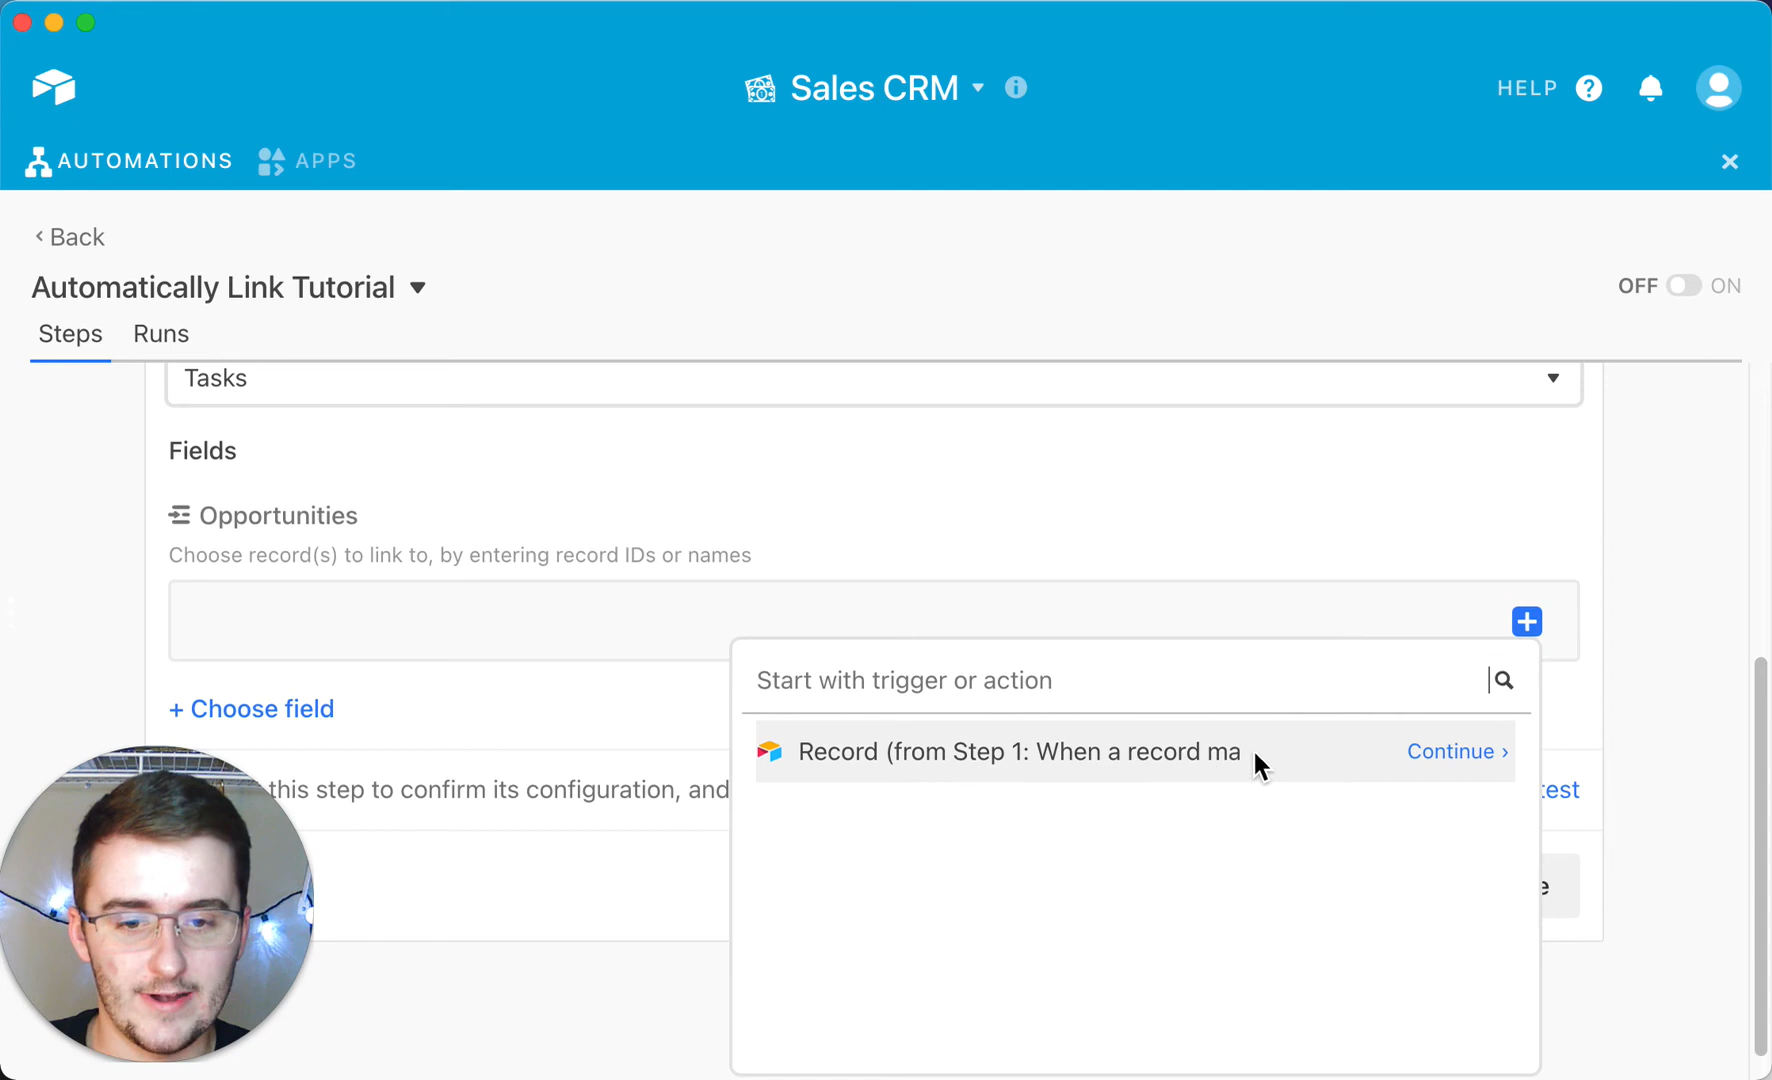 Sales CRM
HELP
AUTOMATIONS
APPS
Back
Automatically Link Tutorial
OFF
ON
Steps
Runs
Tasks
Fields
Opportunities
Choose record(s) to link to, by entering record IDs or names
Start with trigger or action
+ Choose field
Record (from Step 1: When a record ma
Continue ›
this step to confirm its configuration, and
test
e